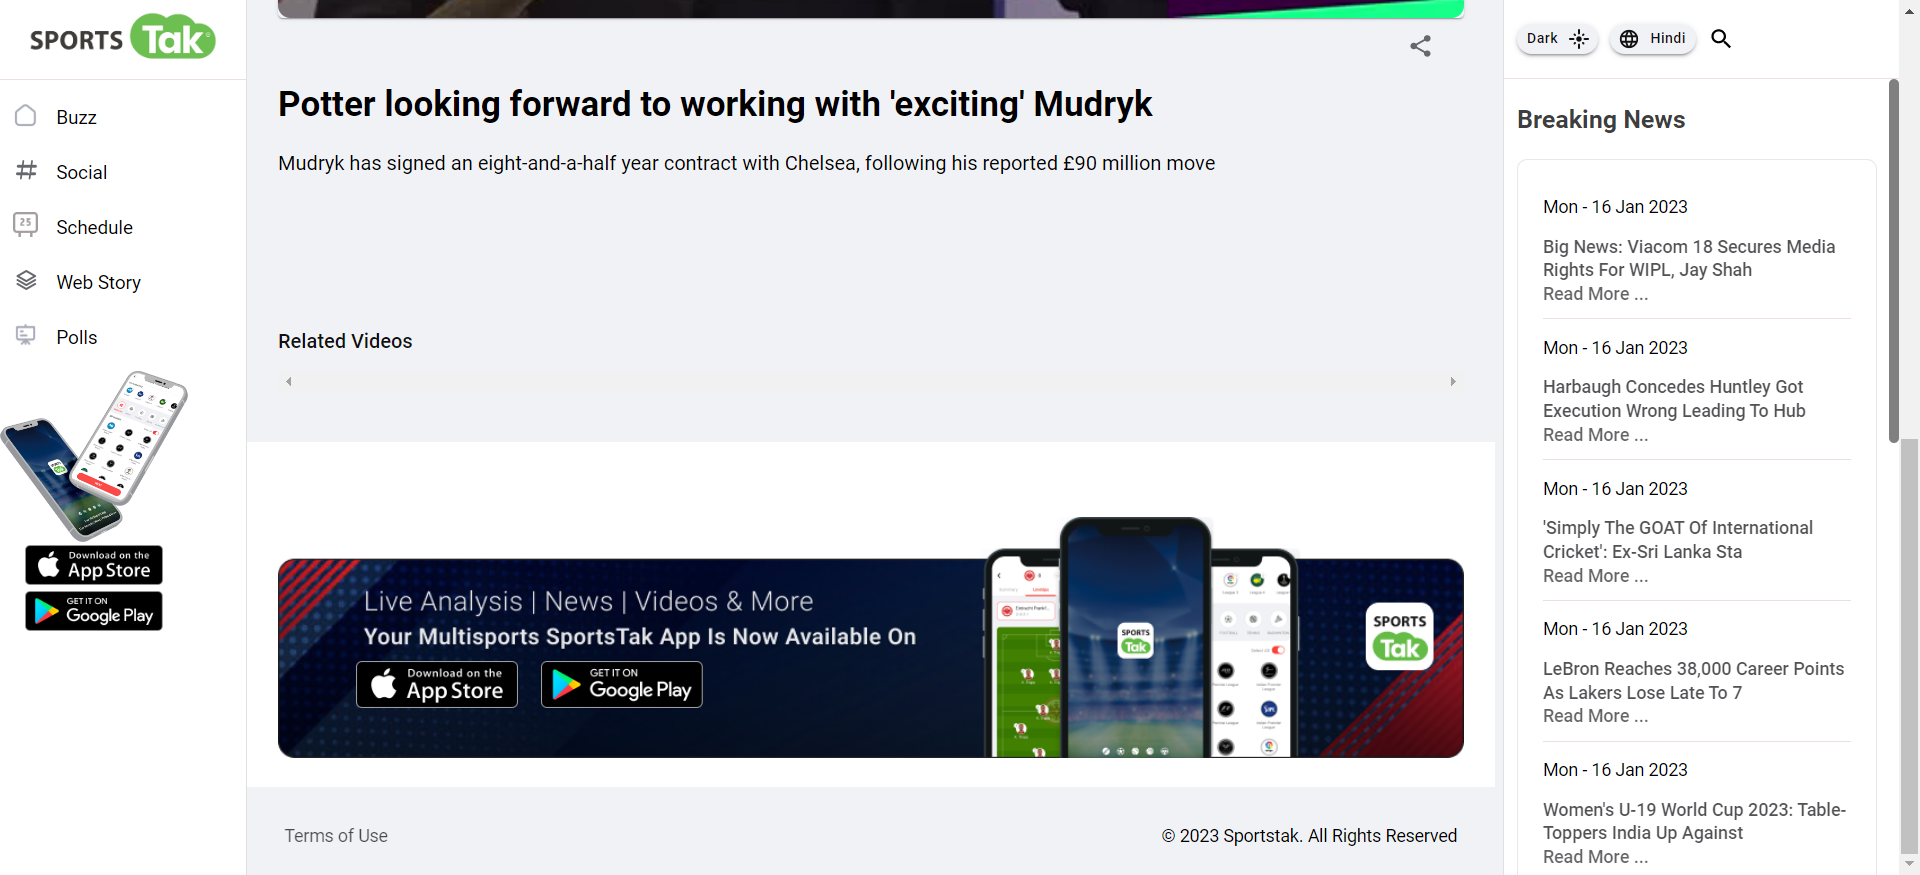 SPORTS Tak
Buzz
Social
25
Schedule
Web Story
Polls
Download on the
App Store
GET IT ON
Google Play
Potter looking forward to working with 'exciting' Mudryk
Mudryk has signed an eight-and-a-half year contract with Chelsea, following his reported £90 million move
Related Videos
Live Analysis | News | Videos & More
Your Multisports SportsTak App Is Now Available On
Download on the
App Store
GET IT ON
Google Play
SPORTS
Tak
SPORTS
Tak
Terms of Use
© 2023 Sportstak. All Rights Reserved
Dark
Hindi
Breaking News
Mon - 16 Jan 2023
Big News: Viacom 18 Secures Media
Rights For WIPL, Jay Shah
Read More ...
Mon - 16 Jan 2023
Harbaugh Concedes Huntley Got
Execution Wrong Leading To Hub
Read More ...
Mon - 16 Jan 2023
'Simply The GOAT Of International
Cricket': Ex-Sri Lanka Sta
Read More ...
Mon - 16 Jan 2023
LeBron Reaches 38,000 Career Points
As Lakers Lose Late To 7
Read More ...
Mon - 16 Jan 2023
Women's U-19 World Cup 2023: Table-
Toppers India Up Against
Read More ...